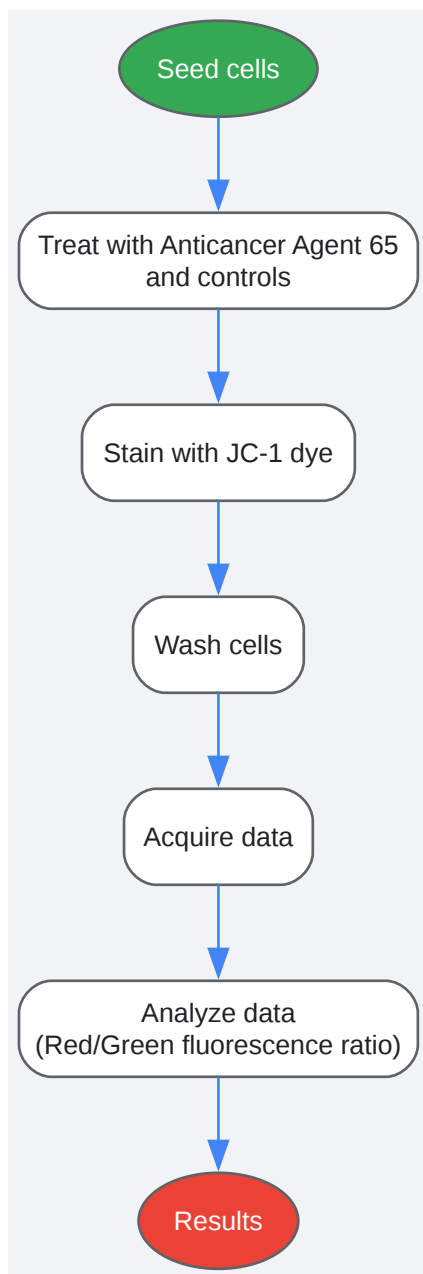 Seed cells
Treat with Anticancer Agent 65
and controls
Stain with JC-1 dye
Wash cells
Acquire data
Analyze data
(Red/Green fluorescence ratio)
Results